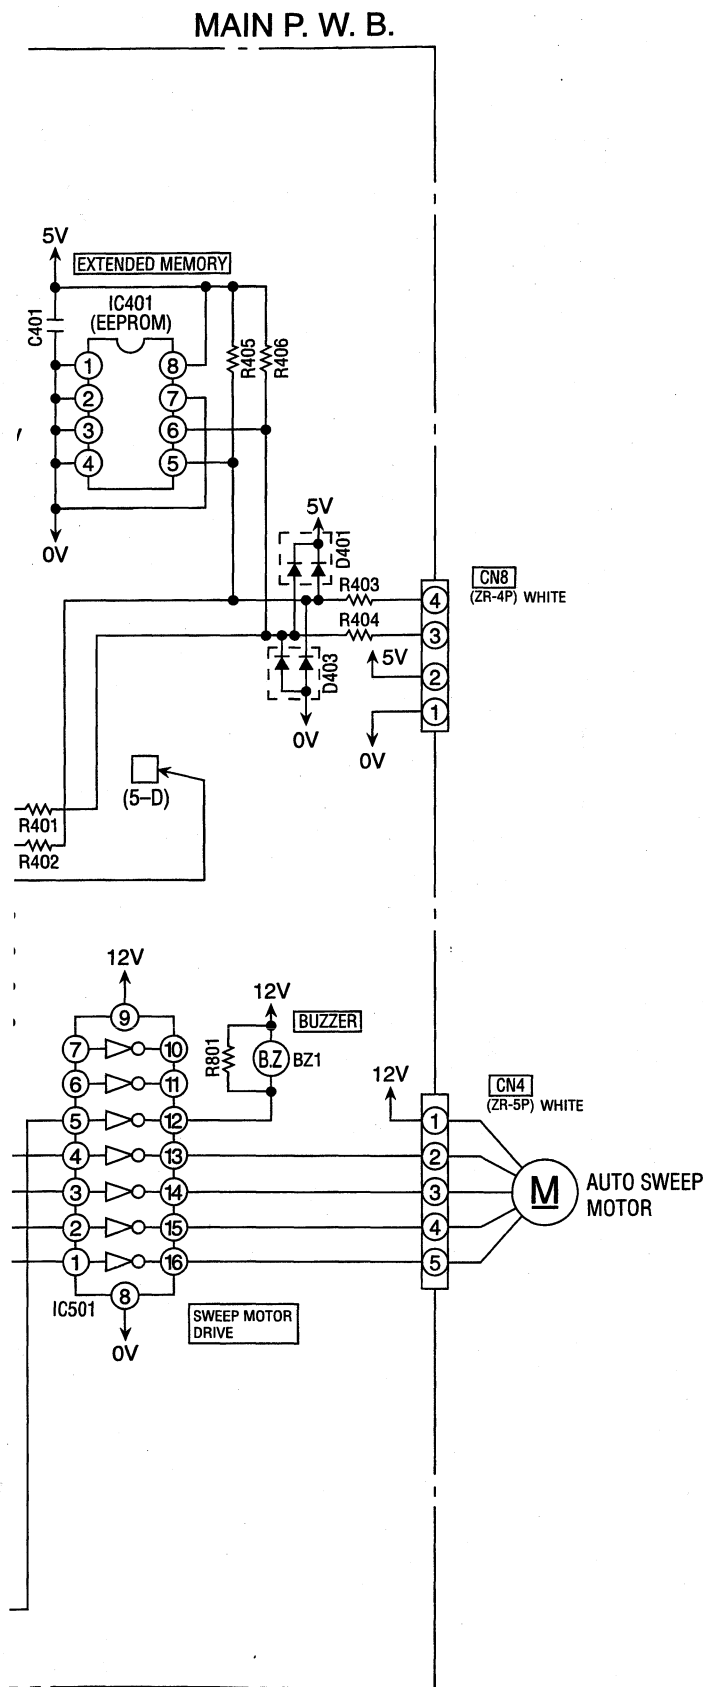 MAIN P. W. B.
5V
EXTENDED MEMORY
IC401
(EEPROM)
C401
R405
R406
1
8
2
7
3
6
4
5
0V
5V
D401
CN8
(ZR-4P) WHITE
R403
4
R404
3
5V
2
D403
1
0V
0V
(5–D)
R401
R402
12V
12V
BUZZER
9
7
10
R801
B.Z
BZ1
6
11
12V
CN4
(ZR-5P) WHITE
5
12
1
4
13
2
3
14
3
M
AUTO SWEEP
MOTOR
2
15
4
1
16
5
IC501
8
SWEEP MOTOR
DRIVE
0V